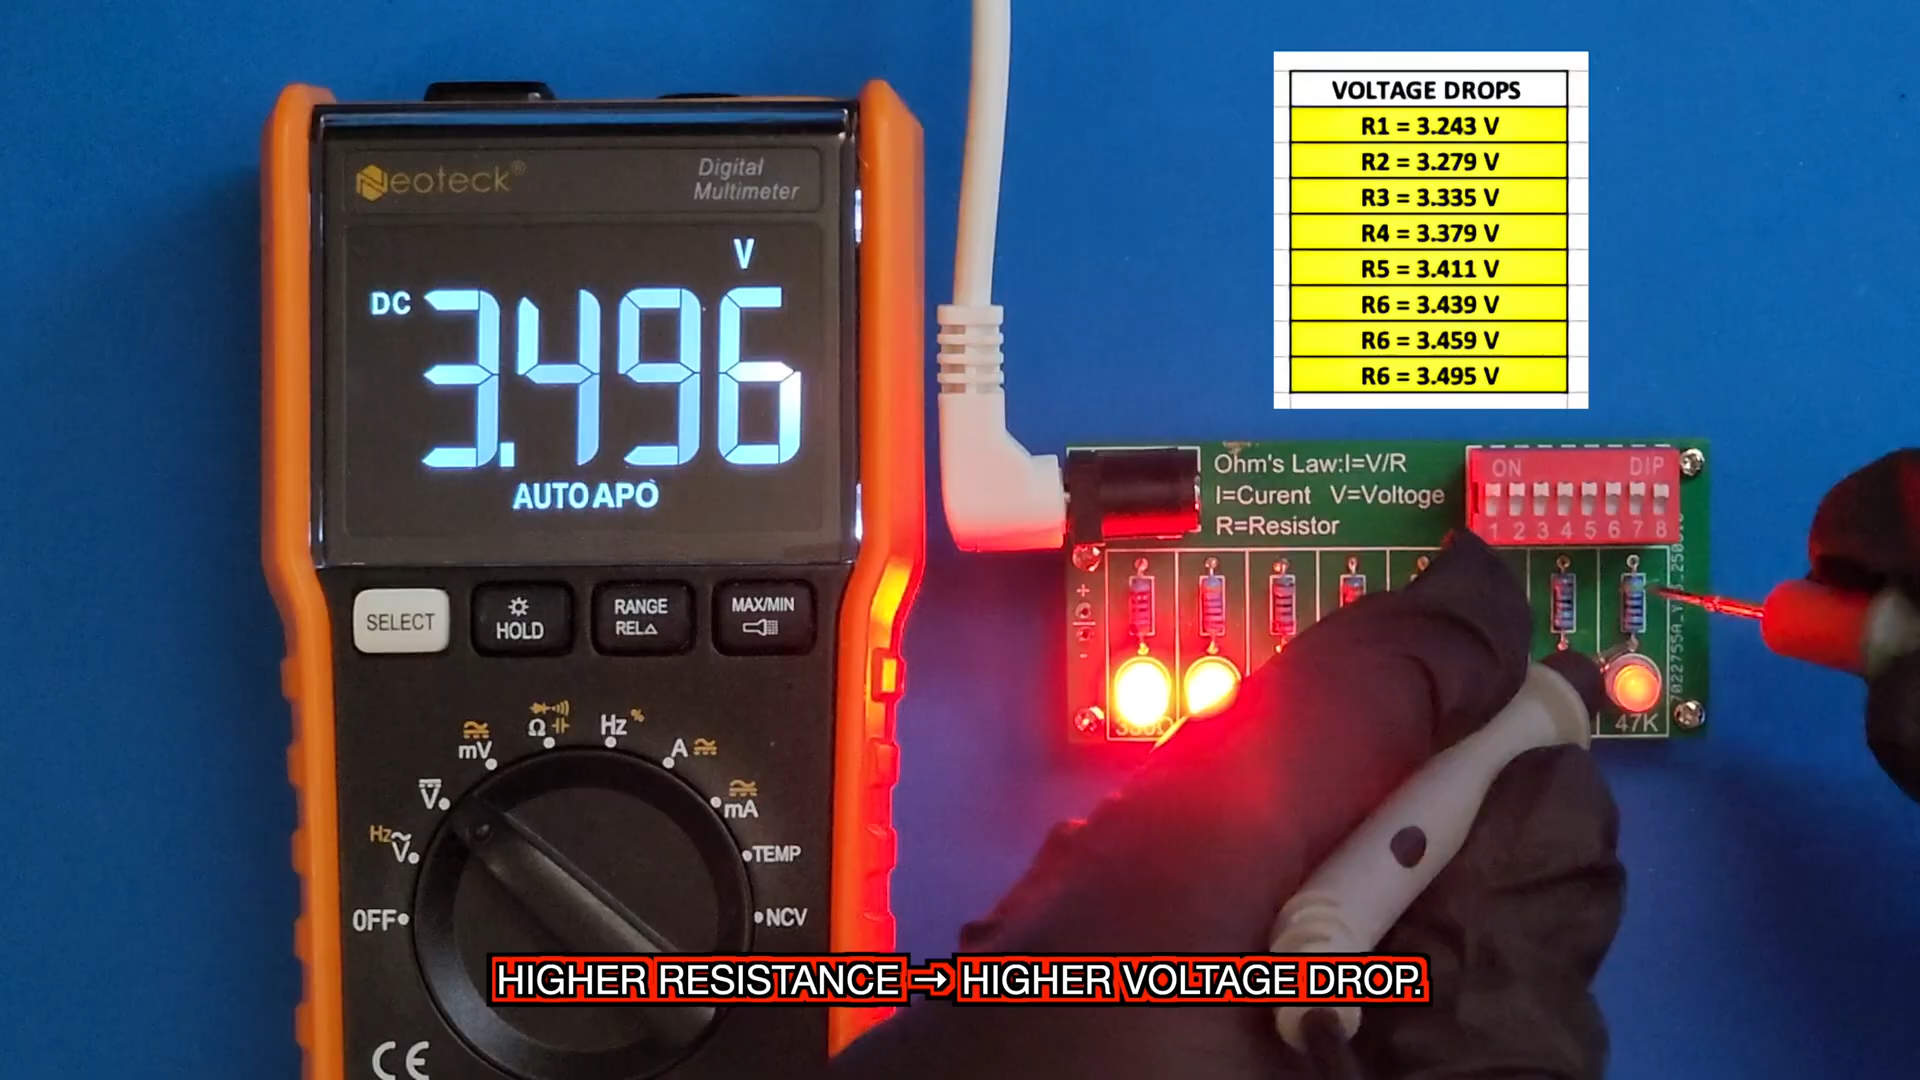 Neoteck®
Digital
Multimeter
V
DC 3.496
AUTO APO
SELECT
HOLD
RANGE
REL△
MAX/MIN
mV
Ω
Hz %
A
mA
V
Hz
V
TEMP
OFF
NCV
CE
VOLTAGE DROPS
R1 = 3.243 V
R2 = 3.279 V
R3 = 3.335 V
R4 = 3.379 V
R5 = 3.411 V
R6 = 3.439 V
R6 = 3.459 V
R6 = 3.495 V
Ohm's Law:I=V/R
I=Curent V=Voltoge
R=Resistor
ON DIP
1 2 3 4 5 6 7 8
+
-
47K
HIGHER RESISTANCE → HIGHER VOLTAGE DROP.